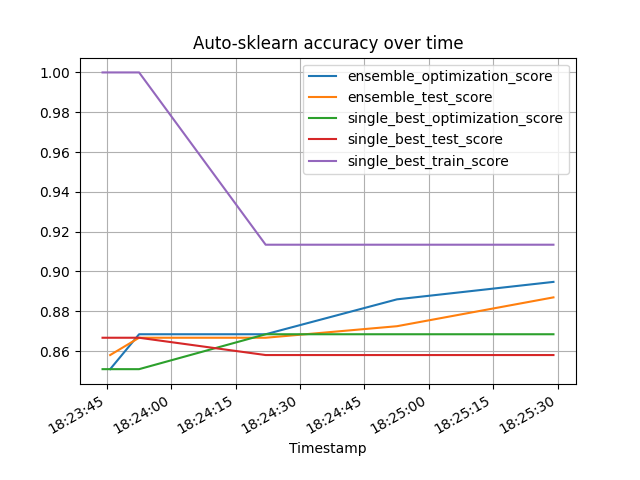 Auto-sklearn accuracy over time
1.00
0.98
0.96
0.94
0.92
0.90
0.88
0.86
ensemble_optimization_score
ensemble_test_score
single_best_optimization_score
single_best_test_score
single_best_train_score
18:23:45
18:24:00
18:24:15
18:24:30
18:24:45
18:25:00
18:25:15
18:25:30
Timestamp